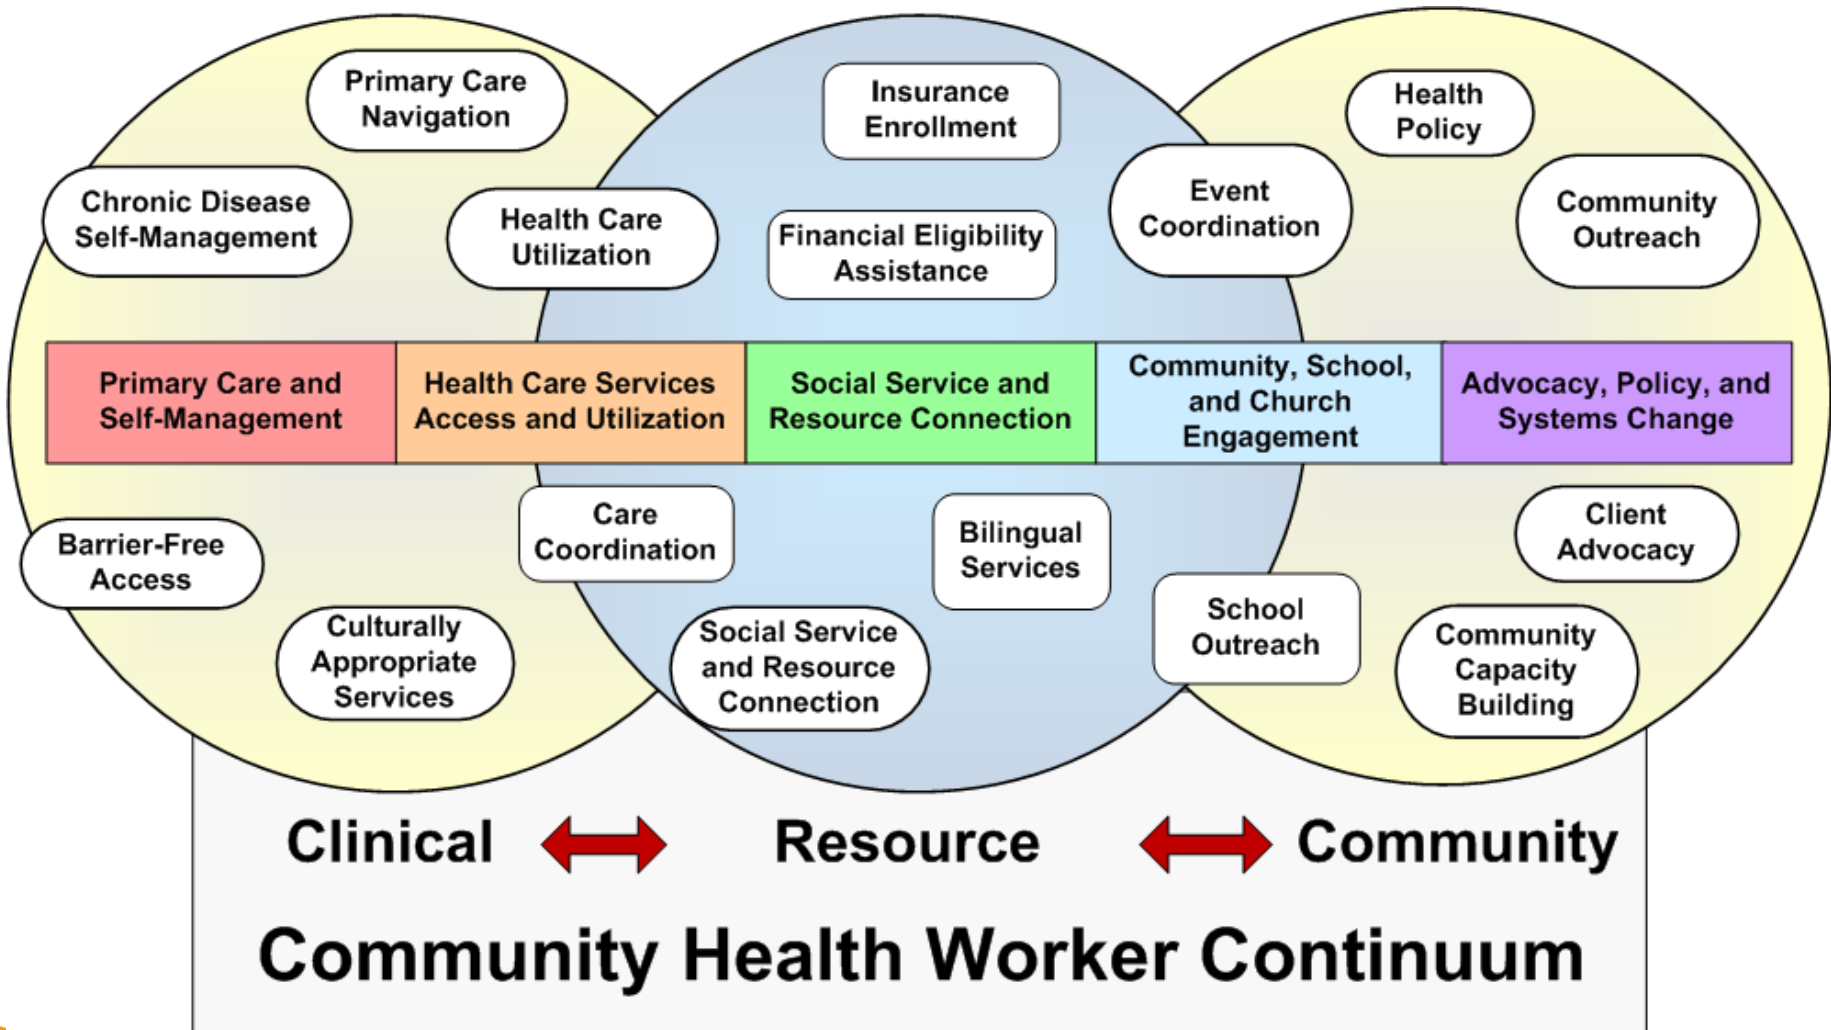 Primary Care
Navigation
Insurance
Enrollment
Health
Policy
Chronic Disease
Self-Management
Health Care
Utilization
Financial Eligibility
Assistance
Event
Coordination
Community
Outreach
Primary Care and
Self-Management
Health Care Services
Access and Utilization
Social Service and
Resource Connection
Community, School,
and Church
Engagement
Advocacy, Policy, and
Systems Change
Barrier-Free
Access
Care
Coordination
Bilingual
Services
Client
Advocacy
Culturally
Appropriate
Services
Social Service
and Resource
Connection
School
Outreach
Community
Capacity
Building
Clinical
Resource
Community
Community Health Worker Continuum